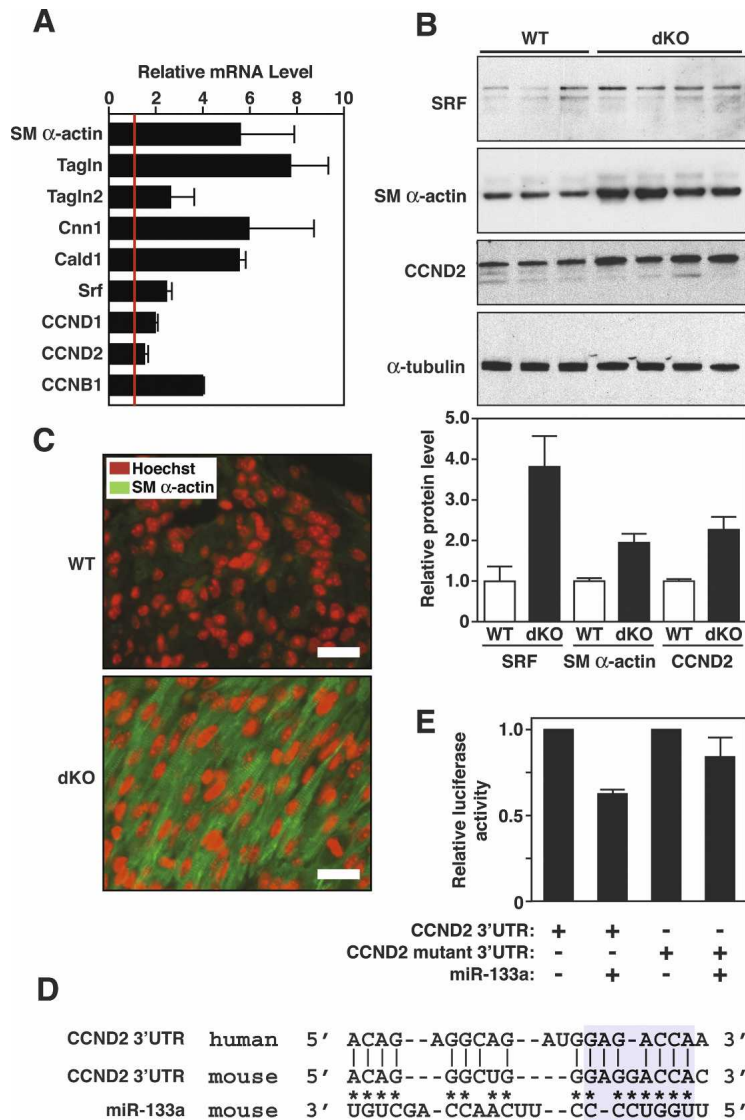 A
Relative mRNA Level
0 2 4 6 8 10
SM α-actin
Tagln
Tagln2
Cnn1
Cald1
Srf
CCND1
CCND2
CCNB1
B
WT dKO
SRF
SM α-actin
CCND2
α-tubulin
Relative protein level
5.0
4.0
3.0
2.0
1.0
0
WT dKO WT dKO WT dKO
SRF SM α-actin CCND2
C
Hoechst
SM α-actin
WT
dKO
E
Relative luciferase activity
1.0
0.5
0
CCND2 3'UTR: + + - -
CCND2 mutant 3'UTR: - - + +
miR-133a: - + - +
D
CCND2 3'UTR human 5' ACAG--AGGCAG--AUGGAG-ACCAA 3'
CCND2 3'UTR mouse 5' ACAG---GGCUG----GGAGGACCAC 3'
**** ** ** ** ******
miR-133a mouse 3' UGUCGA-CCAACUU--CC-CCUGGUU 5'